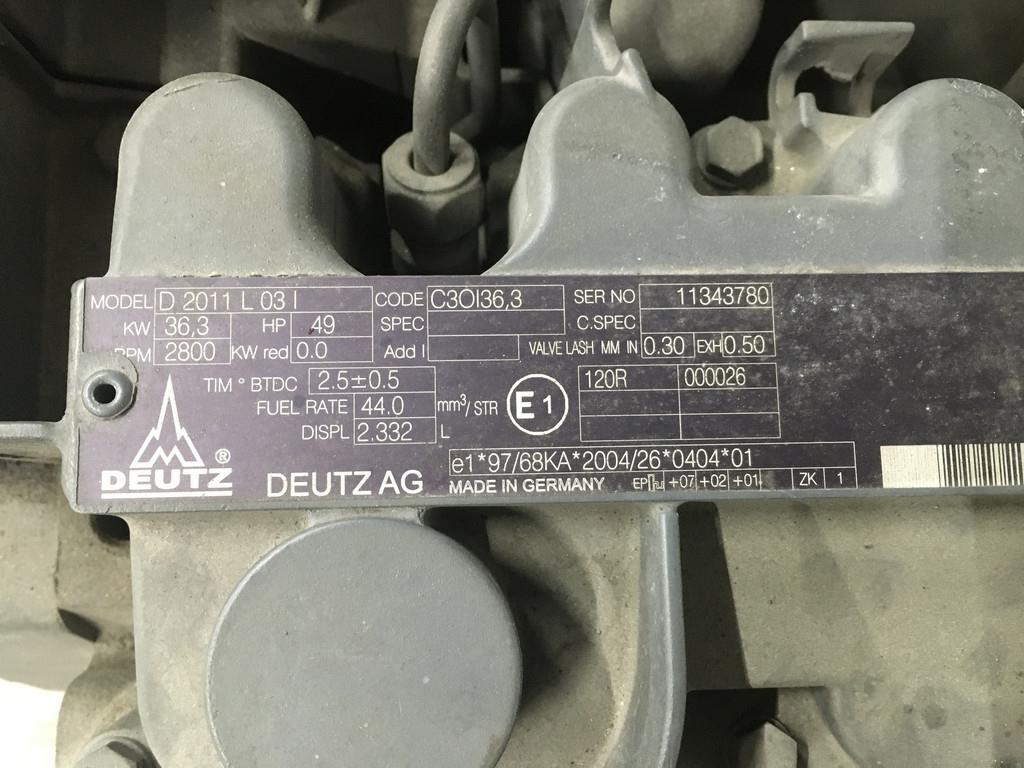 MODEL D 2011 L 03 I CODE C3OI36,3 SER NO 11343780
KW 36,3 HP 49 SPEC C.SPEC
RPM 2800 KW red 0.0 Add I VALVE LASH MM IN 0.30 EXH 0.50
TIM ° BTDC 2.5±0.5 120R 000026
FUEL RATE 44.0 mm³/STR E1
DISPL 2.332 L
DEUTZ® DEUTZ AG e1*97/68KA*2004/26*0404*01
MADE IN GERMANY EP +07 +02 +01 ZK 1